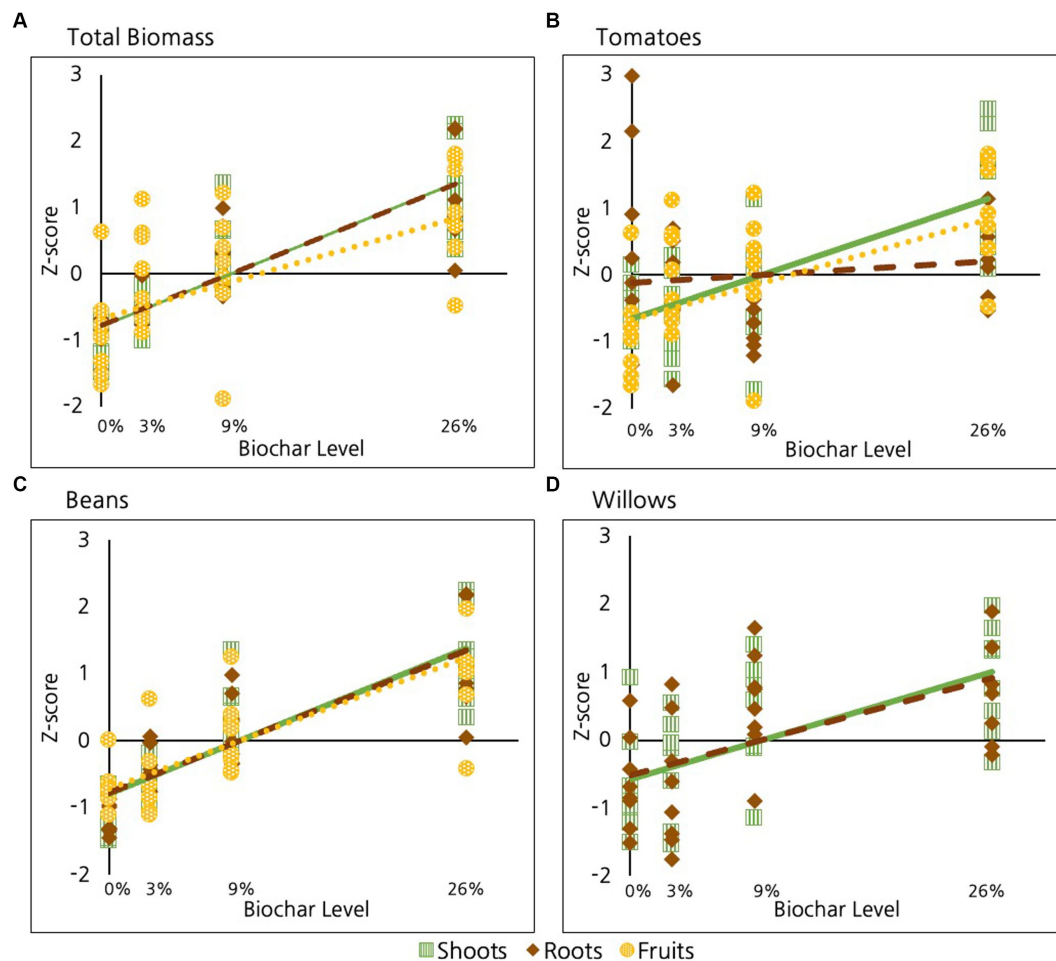 A
Total Biomass
3
2
1
0
-1
-2
Z-score
0% 3% 9% 26%
Biochar Level
B
Tomatoes
3
2
1
0
-1
-2
Z-score
0% 3% 9% 26%
Biochar Level
C
Beans
3
2
1
0
-1
-2
Z-score
0% 3% 9% 26%
Biochar Level
D
Willows
3
2
1
0
-1
-2
Z-score
0% 3% 9% 26%
Biochar Level
Shoots Roots Fruits